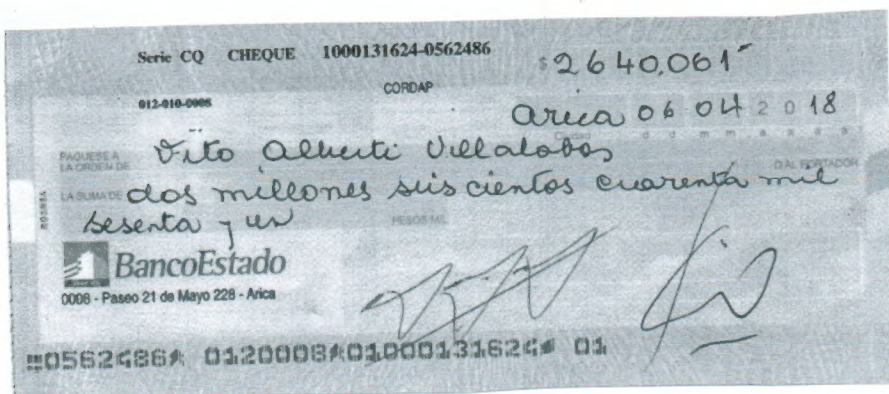 Serie CQ CHEQUE 1000131624-0562486
$ 2640.061-
CORDAP
012-010-0008
Arica 06 04 2018
Ciudad d d m m a a a a
PAGUESE A
LA ORDEN DE Vito Alberti Villalobos
O AL PORTADOR
LA SUMA DE dos millones seis cientos cuarenta mil
sesenta y un
PESOS M/L
BancoEstado
0008 - Paseo 21 de Mayo 228 - Arica
0562486 0120008 01000131624 01